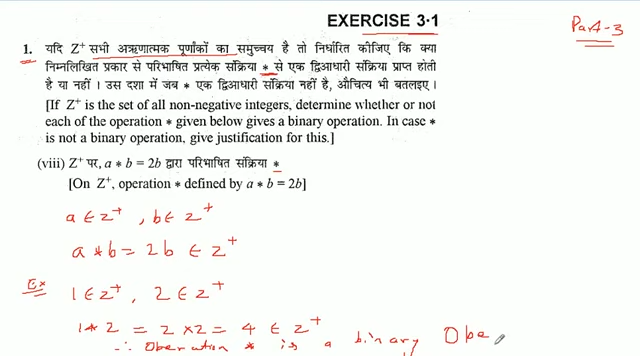 EXERCISE 3·1
Part-3
1. यदि Z⁺ सभी अऋणात्मक पूर्णांकों का समुच्चय है तो निर्धारित कीजिए कि क्या
निम्नलिखित प्रकार से परिभाषित प्रत्येक संक्रिया * से एक द्विआधारी संक्रिया प्राप्त होती
है या नहीं। उस दशा में जब * एक द्विआधारी संक्रिया नहीं है, औचित्य भी बतलाइए।
[If Z⁺ is the set of all non-negative integers, determine whether or not
each of the operation * given below gives a binary operation. In case *
is not a binary operation, give justification for this.]
(viii) Z⁺ पर, a * b = 2b द्वारा परिभाषित संक्रिया *
[On Z⁺, operation * defined by a * b = 2b]
a ∈ z⁺, b ∈ z⁺
a * b = 2b ∈ z⁺
Ex 1 ∈ z⁺, 2 ∈ z⁺
1 * 2 = 2 × 2 = 4 ∈ z⁺
∴ Operation * is a binary Ope